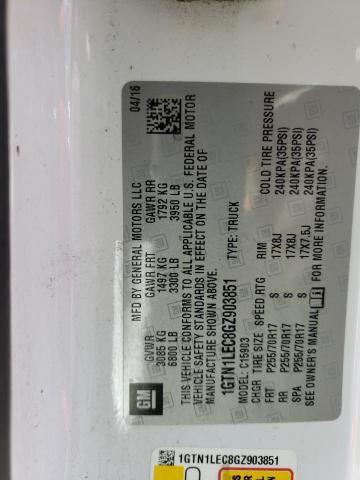 GM
MFD BY GENERAL MOTORS LLC 04/16
GVWR GAWR FRT GAWR RR
3085 KG 1497 KG 1792 KG
6800 LB 3300 LB 3950 LB
THIS VEHICLE CONFORMS TO ALL APPLICABLE U.S. FEDERAL MOTOR
VEHICLE SAFETY STANDARDS IN EFFECT ON THE DATE OF
MANUFACTURE SHOWN ABOVE.
1GTN1LEC8GZ903851 TYPE: TRUCK
MODEL: C15903
CHGR TIRE SIZE SPEED RTG RIM COLD TIRE PRESSURE
FRT P255/70R17 S 17X8J 240KPA(35PSI)
RR P255/70R17 S 17X8J 240KPA(35PSI)
SPA P255/70R17 S 17X7.5J 240KPA(35PSI)
SEE OWNER'S MANUAL FOR MORE INFORMATION.
1GTN1LEC8GZ903851